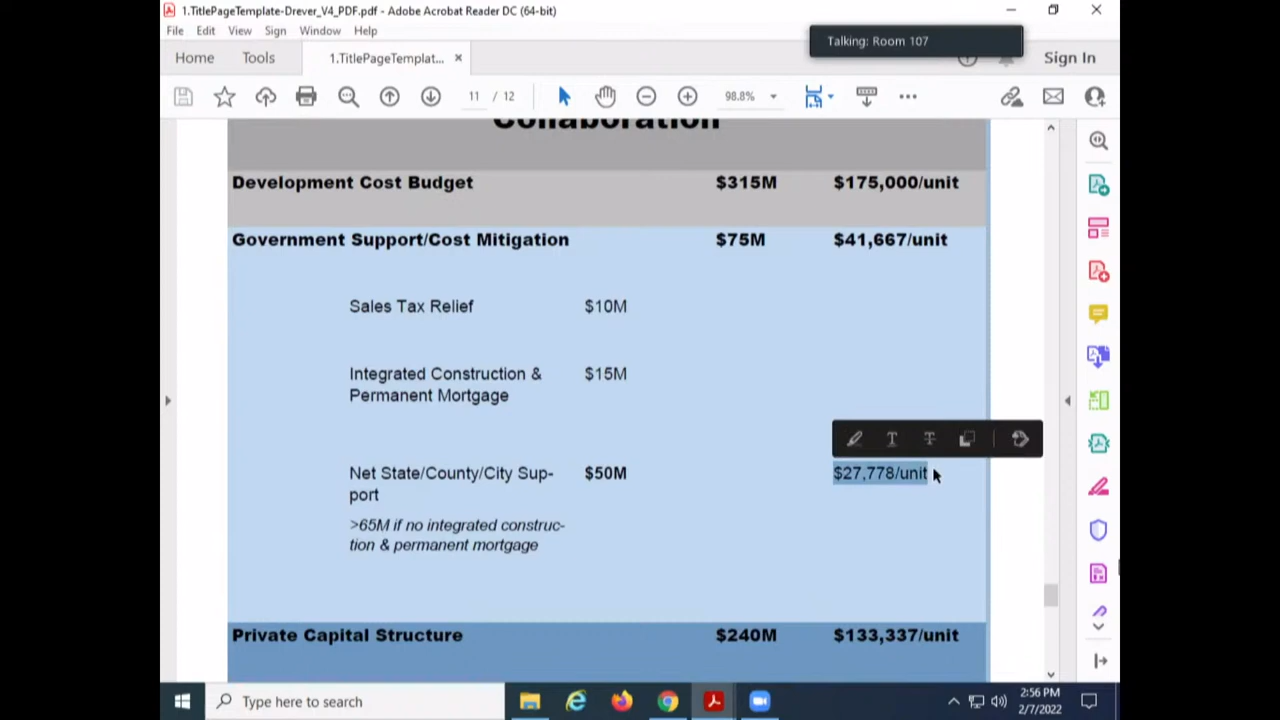 1.TitlePageTemplate-Drever_V4_PDF.pdf - Adobe Acrobat Reader DC (64-bit)
File Edit View Sign Window Help
Talking: Room 107
Home Tools 1.TitlePageTemplat... × Sign In
11 / 12 98.8%
Collaboration
Development Cost Budget $315M $175,000/unit
Government Support/Cost Mitigation $75M $41,667/unit
Sales Tax Relief $10M
Integrated Construction & $15M
Permanent Mortgage
Net State/County/City Sup- $50M $27,778/unit
port
>65M if no integrated construc-
tion & permanent mortgage
Private Capital Structure $240M $133,337/unit
Type here to search
2:56 PM
2/7/2022